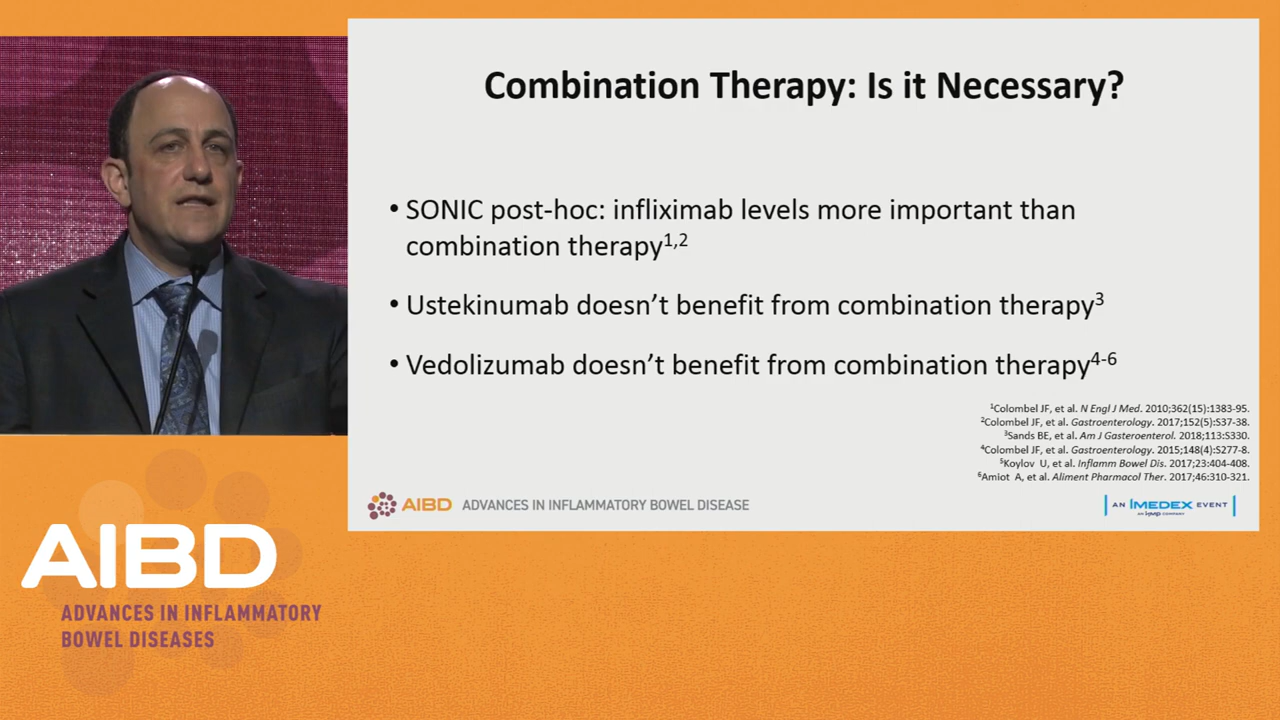 Combination Therapy: Is it Necessary?
• SONIC post-hoc: infliximab levels more important than
combination therapy1,2
• Ustekinumab doesn’t benefit from combination therapy3
• Vedolizumab doesn’t benefit from combination therapy4-6
1Colombel JF, et al. N Engl J Med. 2010;362(15):1383-95.
2Colombel JF, et al. Gastroenterology. 2017;152(5):S37-38.
3Sands BE, et al. Am J Gasteroenterol. 2018;113:S330.
4Colombel JF, et al. Gastroenterology. 2015;148(4):S277-8.
5Koylov U, et al. Inflamm Bowel Dis. 2017;23:404-408.
6Amiot A, et al. Aliment Pharmacol Ther. 2017;46:310-321.
AIBD ADVANCES IN INFLAMMATORY BOWEL DISEASE
AN IMEDEX EVENT
AIBD
ADVANCES IN INFLAMMATORY
BOWEL DISEASES